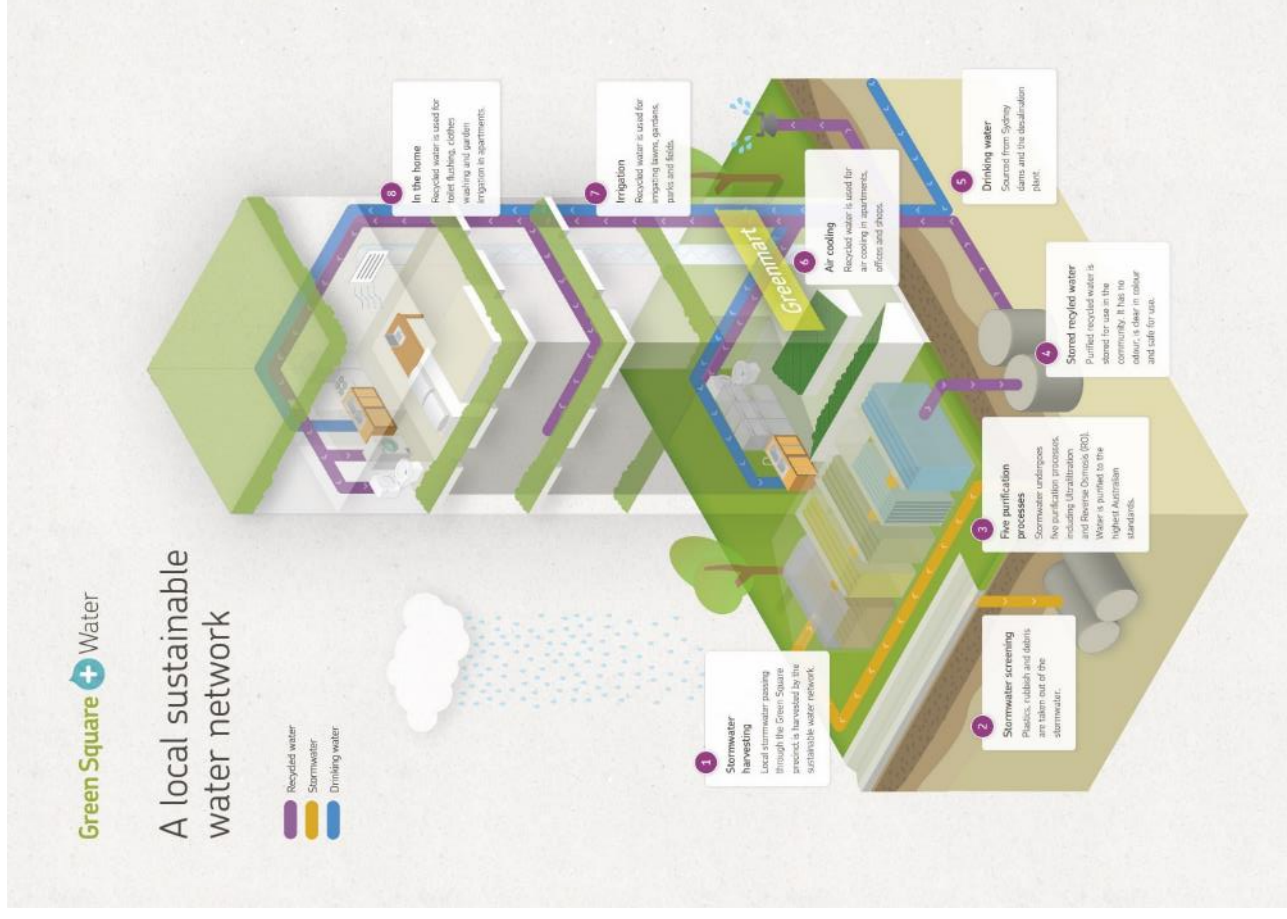 Green Square + Water
A local sustainable
water network
Recycled water
Stormwater
Drinking water
1
Stormwater
harvesting
Local stormwater passing
through the Green Square
precinct is harvested by the
sustainable water network.
2
Stormwater screening
Plastics, rubbish and debris
are taken out of the
stormwater.
3
Five purification
processes
Stormwater undergoes
five purification processes,
including Ultrafiltration
and Reverse Osmosis (RO).
Water is purified to the
highest Australian
standards.
4
Stored recyled water
Purified recycled water is
stored for use in the
community. It has no
odour, is clear in colour
and safe for use.
5
Drinking water
Sourced from Sydney
dams and the desalination
plant.
6
Air cooling
Recycled water is used for
air cooling in apartments,
offices and shops.
7
Irrigation
Recycled water is used for
irrigating lawns, gardens,
parks and fields.
8
In the home
Recycled water is used for
toilet flushing, clothes
washing and garden
irrigation in apartments.
Greenmart